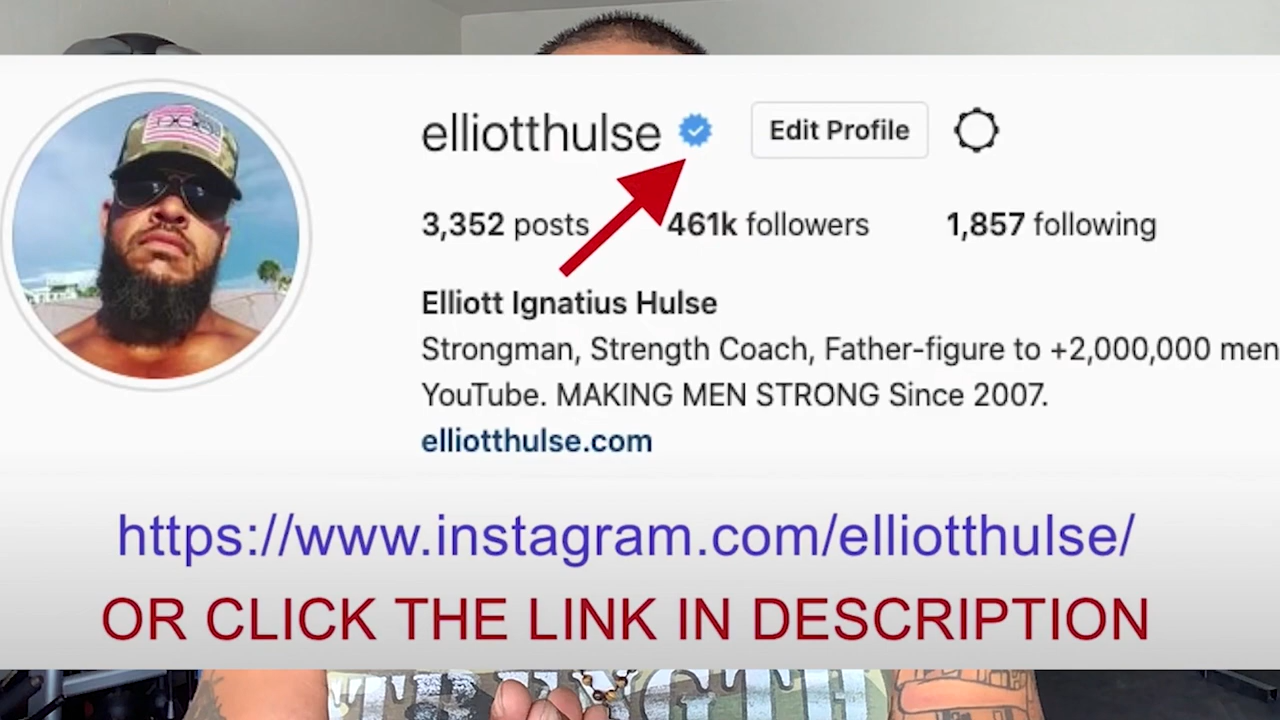 elliotthulse
Edit Profile
3,352 posts 461k followers 1,857 following
Elliott Ignatius Hulse
Strongman, Strength Coach, Father-figure to +2,000,000 men
YouTube. MAKING MEN STRONG Since 2007.
elliotthulse.com
https://www.instagram.com/elliotthulse/
OR CLICK THE LINK IN DESCRIPTION